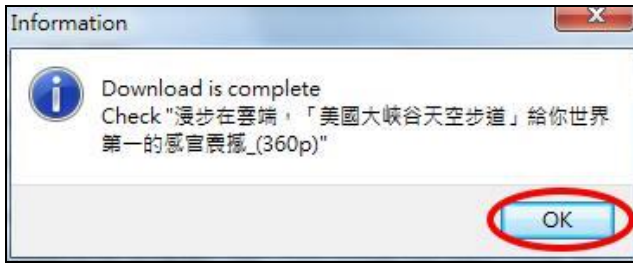 Information
Download is complete
Check "漫步在雲端，「美國大峽谷天空步道」給你世界
第一的感官震撼_(360p)"
OK